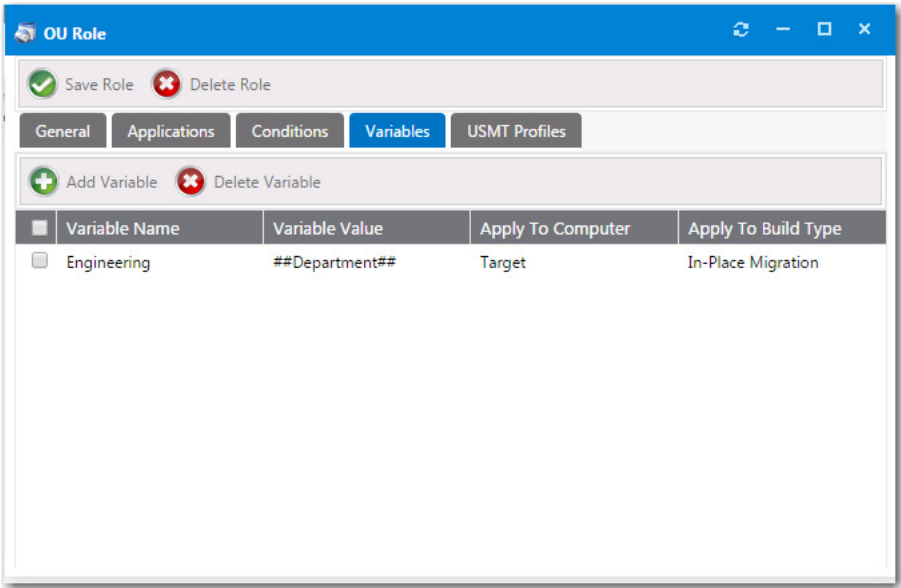 OU Role
Save Role Delete Role
General Applications Conditions Variables USMT Profiles
Add Variable Delete Variable
Variable Name Variable Value Apply To Computer Apply To Build Type
Engineering ##Department## Target In-Place Migration